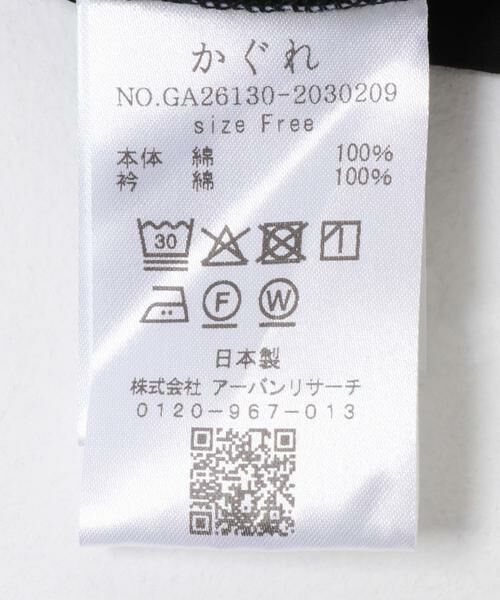 かぐれ
NO.GA26130-2030209
size Free
本体 綿 100%
衿 綿 100%
30
F W
日本製
株式会社 アーバンリサーチ
0120-967-013